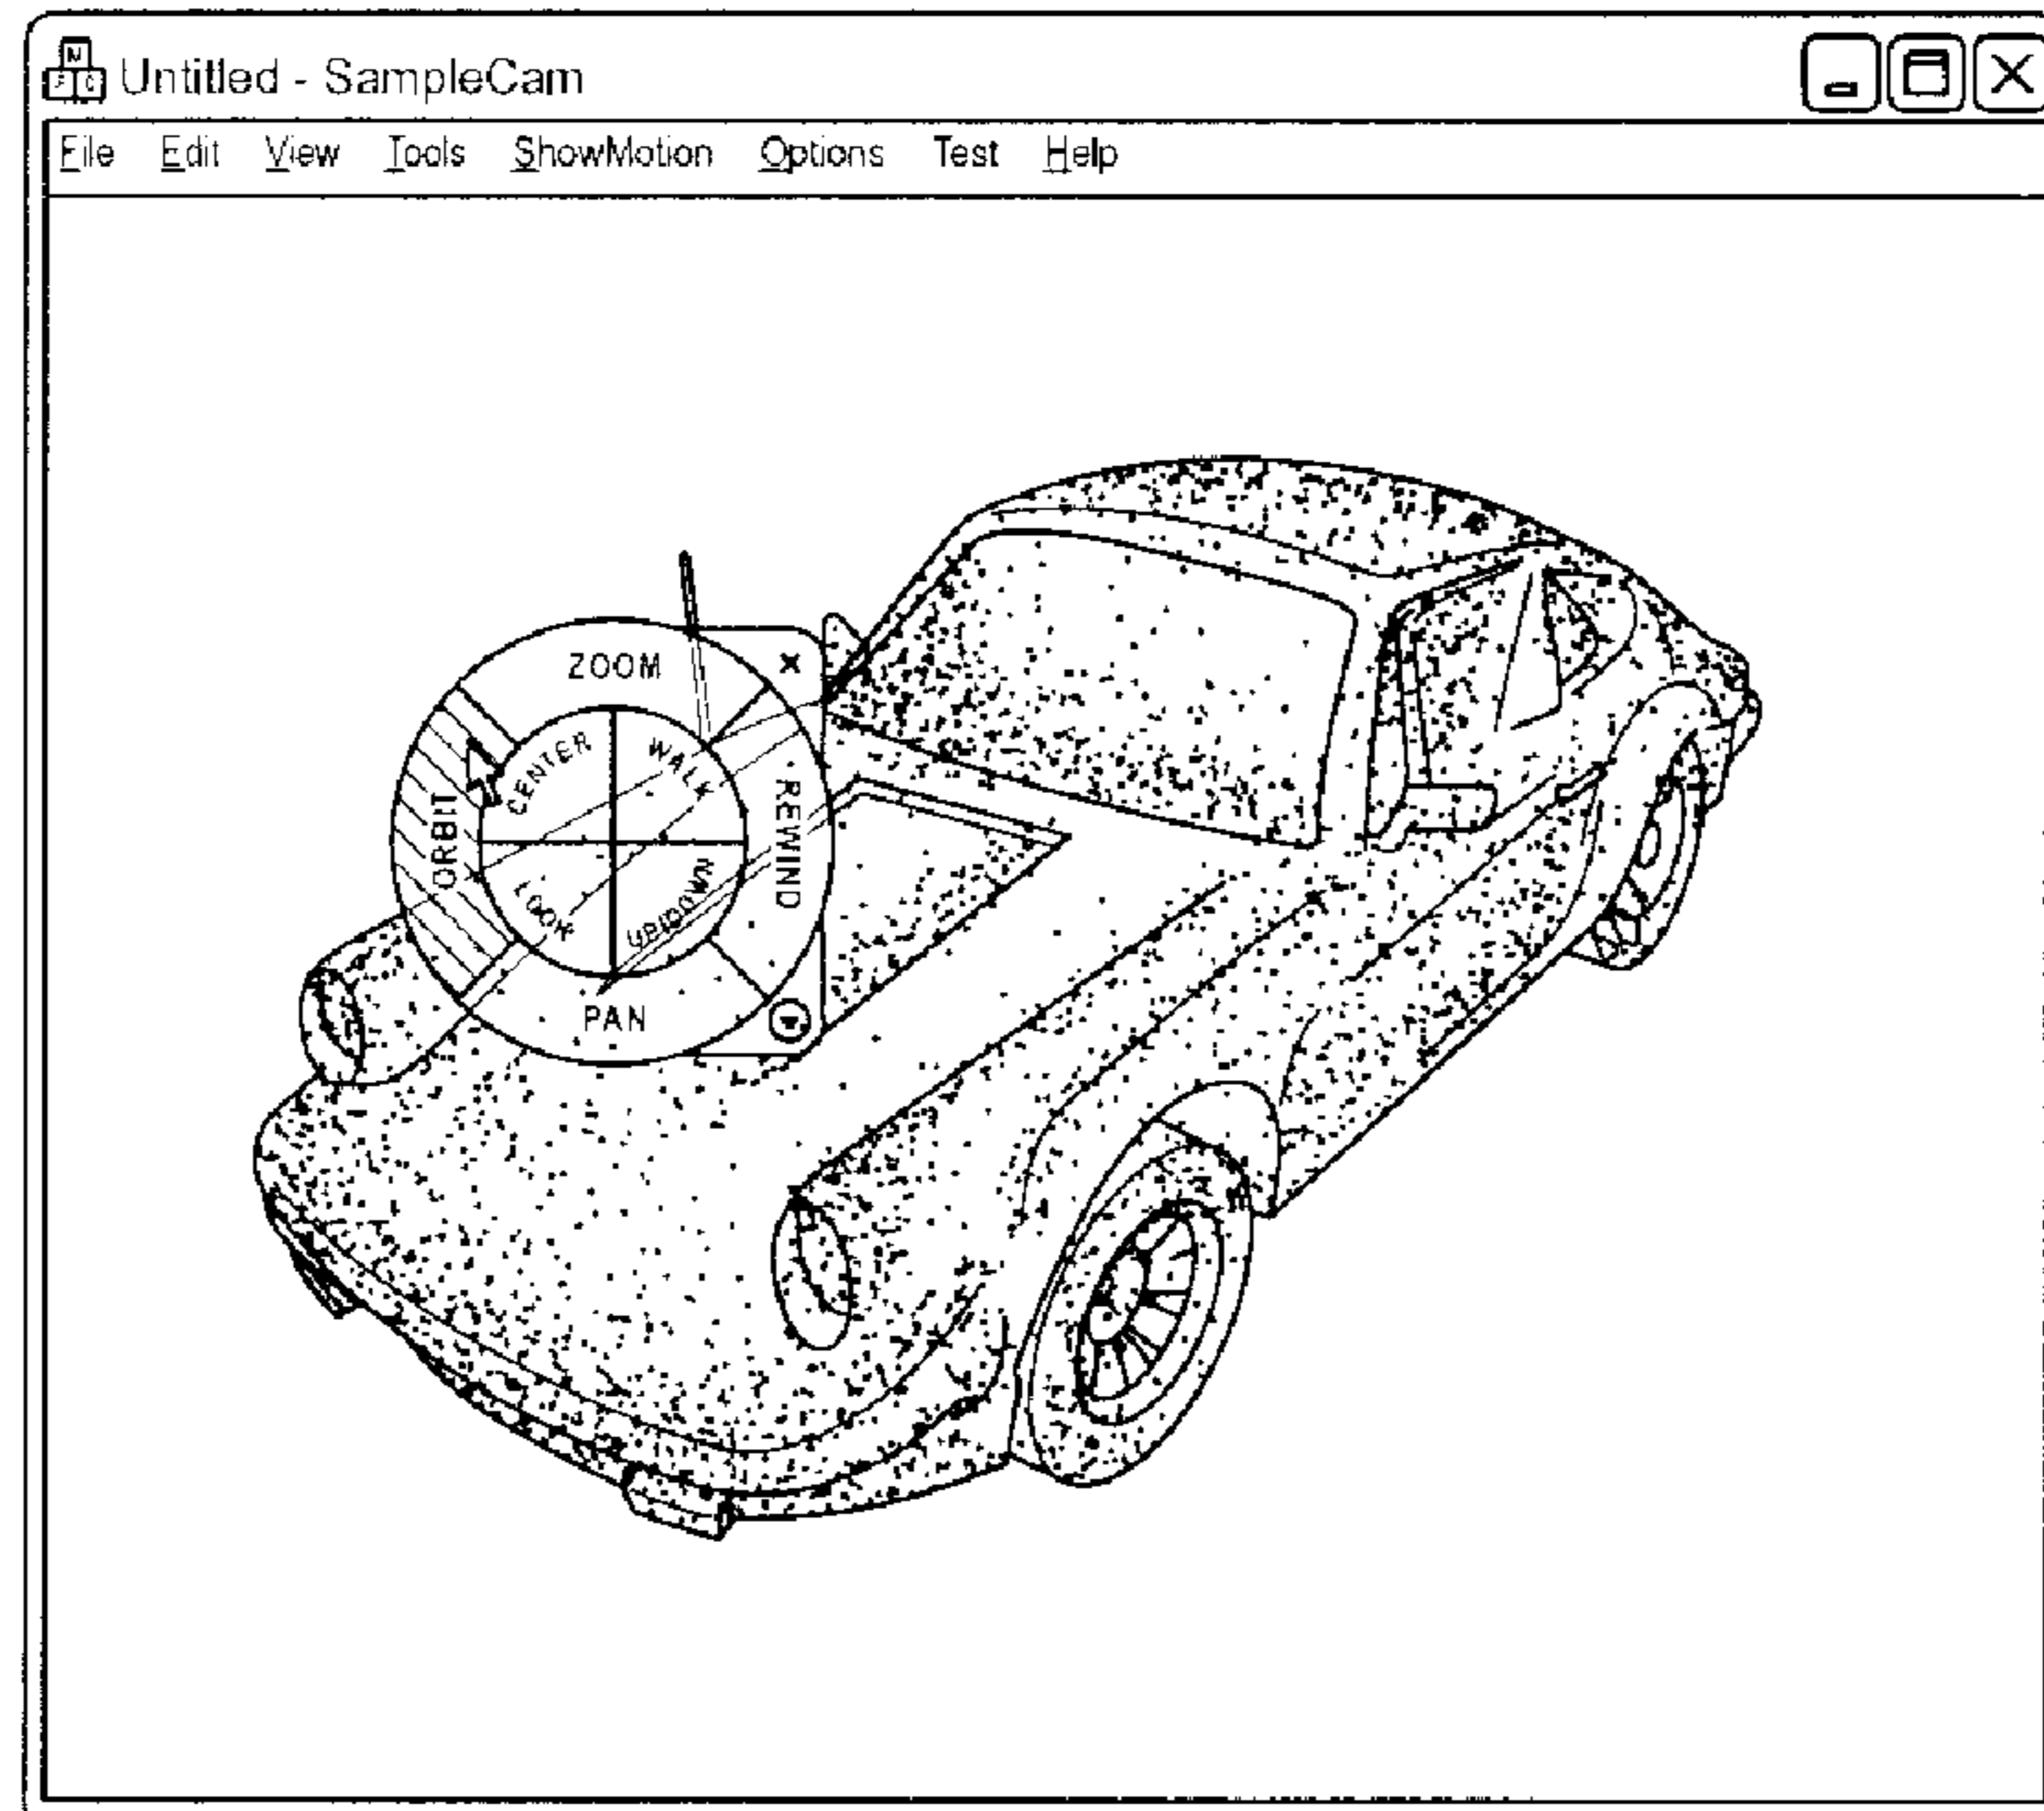 Untitled - SampleCam
File Edit View Tools ShowMotion Options Test Help
ZOOM
CENTER
WALK
ORBIT
REWIND
LOOK
UP/DOWN
PAN